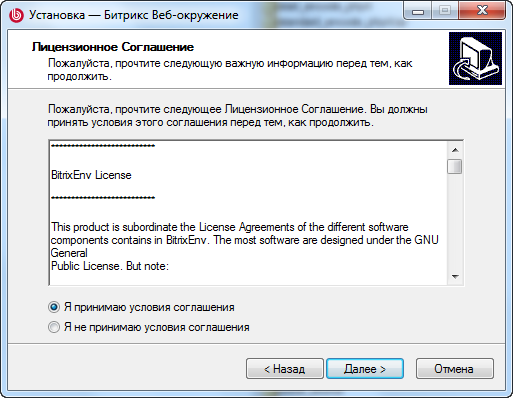 Установка — Битрикс Веб-окружение
Лицензионное Соглашение
Пожалуйста, прочтите следующую важную информацию перед тем, как
продолжить.
Пожалуйста, прочтите следующее Лицензионное Соглашение. Вы должны
принять условия этого соглашения перед тем, как продолжить.
**************************
BitrixEnv License
**************************
This product is subordinate the License Agreements of the different software
components contains in BitrixEnv. The most software are designed under the GNU
General
Public License. But note:
Я принимаю условия соглашения
Я не принимаю условия соглашения
< Назад
Далее >
Отмена